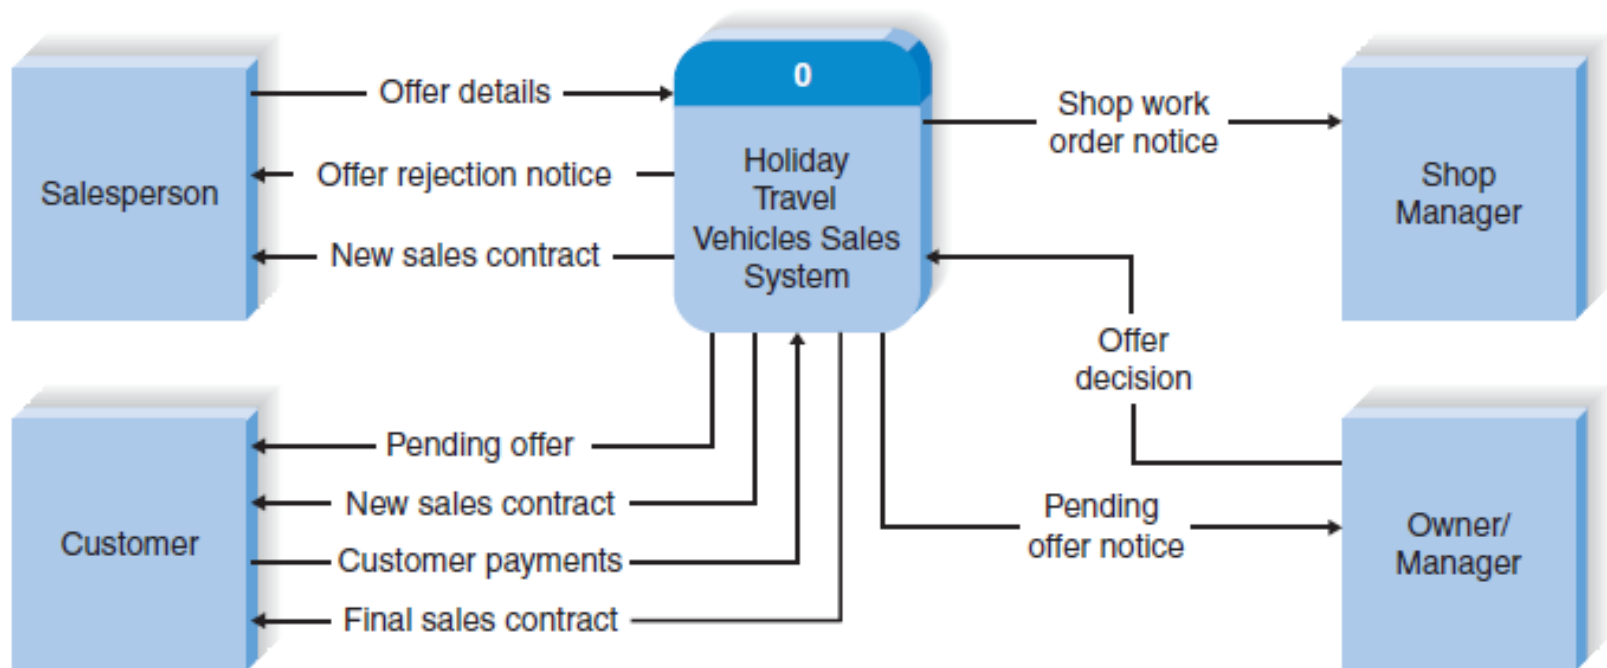 Salesperson
Offer details
Offer rejection notice
New sales contract
0
Holiday
Travel
Vehicles Sales
System
Shop work
order notice
Shop
Manager
Offer
decision
Customer
Pending offer
New sales contract
Customer payments
Final sales contract
Pending
offer notice
Owner/
Manager